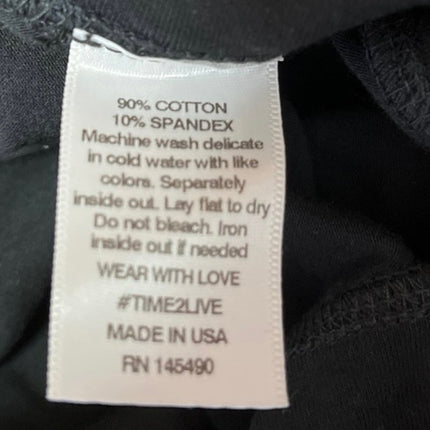 90% COTTON
10% SPANDEX
Machine wash delicate
in cold water with like
colors. Separately
inside out. Lay flat to dry
Do not bleach. Iron
inside out if needed
WEAR WITH LOVE
#TIME2LIVE
MADE IN USA
RN 145490